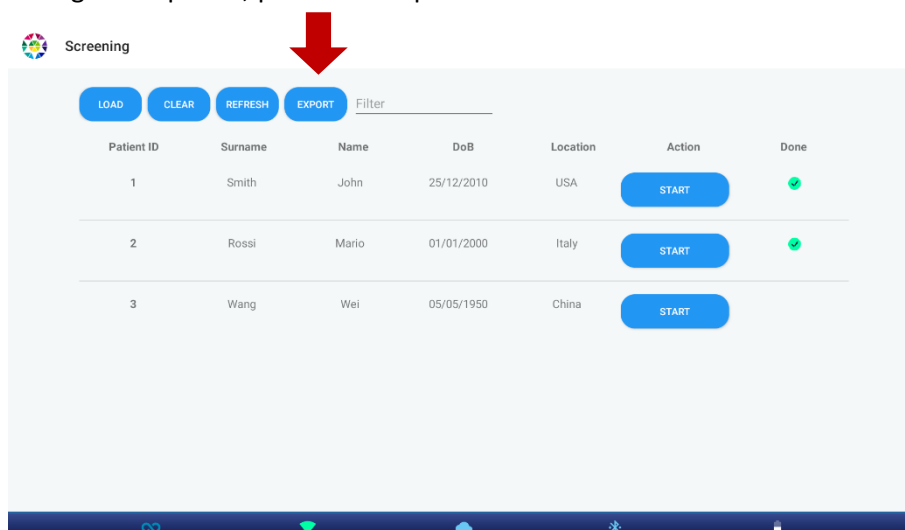 Screening
LOAD CLEAR REFRESH EXPORT Filter
Patient ID Surname Name DoB Location Action Done
1 Smith John 25/12/2010 USA START
2 Rossi Mario 01/01/2000 Italy START
3 Wang Wei 05/05/1950 China START